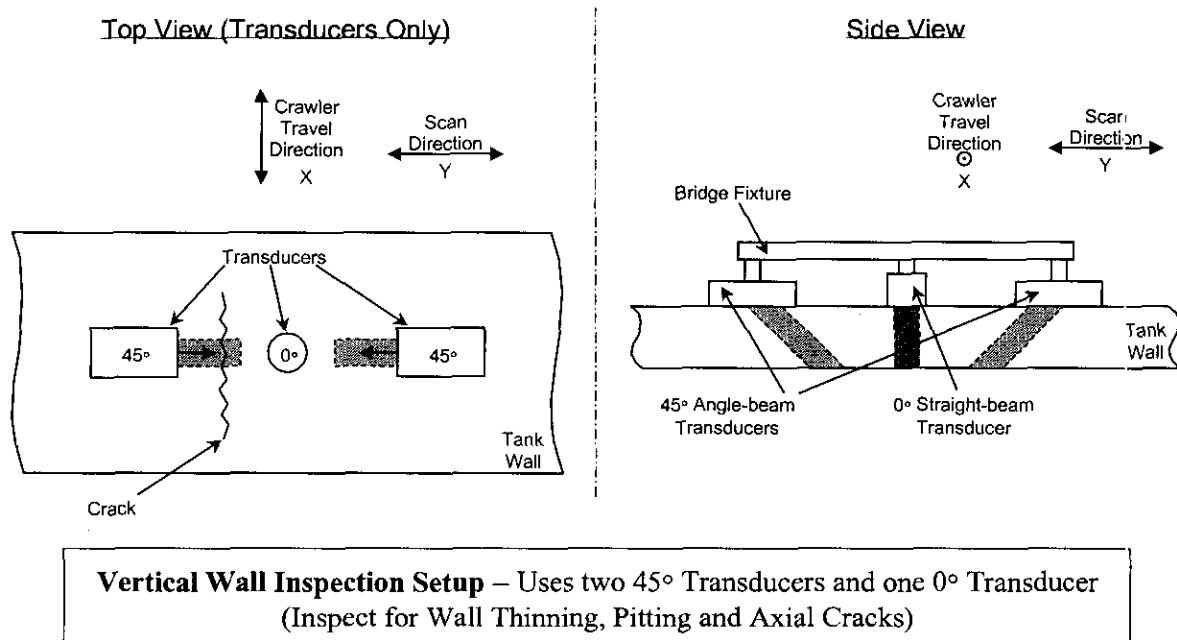 Top View (Transducers Only)
Crawler
Travel
Direction
X
Scan
Direction
Y
Transducers
45°
0°
45°
Tank
Wall
Crack
Side View
Crawler
Travel
Direction
X
Scan
Direction
Y
Bridge Fixture
Tank
Wall
45° Angle-beam
Transducers
0° Straight-beam
Transducer
Vertical Wall Inspection Setup – Uses two 45° Transducers and one 0° Transducer
(Inspect for Wall Thinning, Pitting and Axial Cracks)